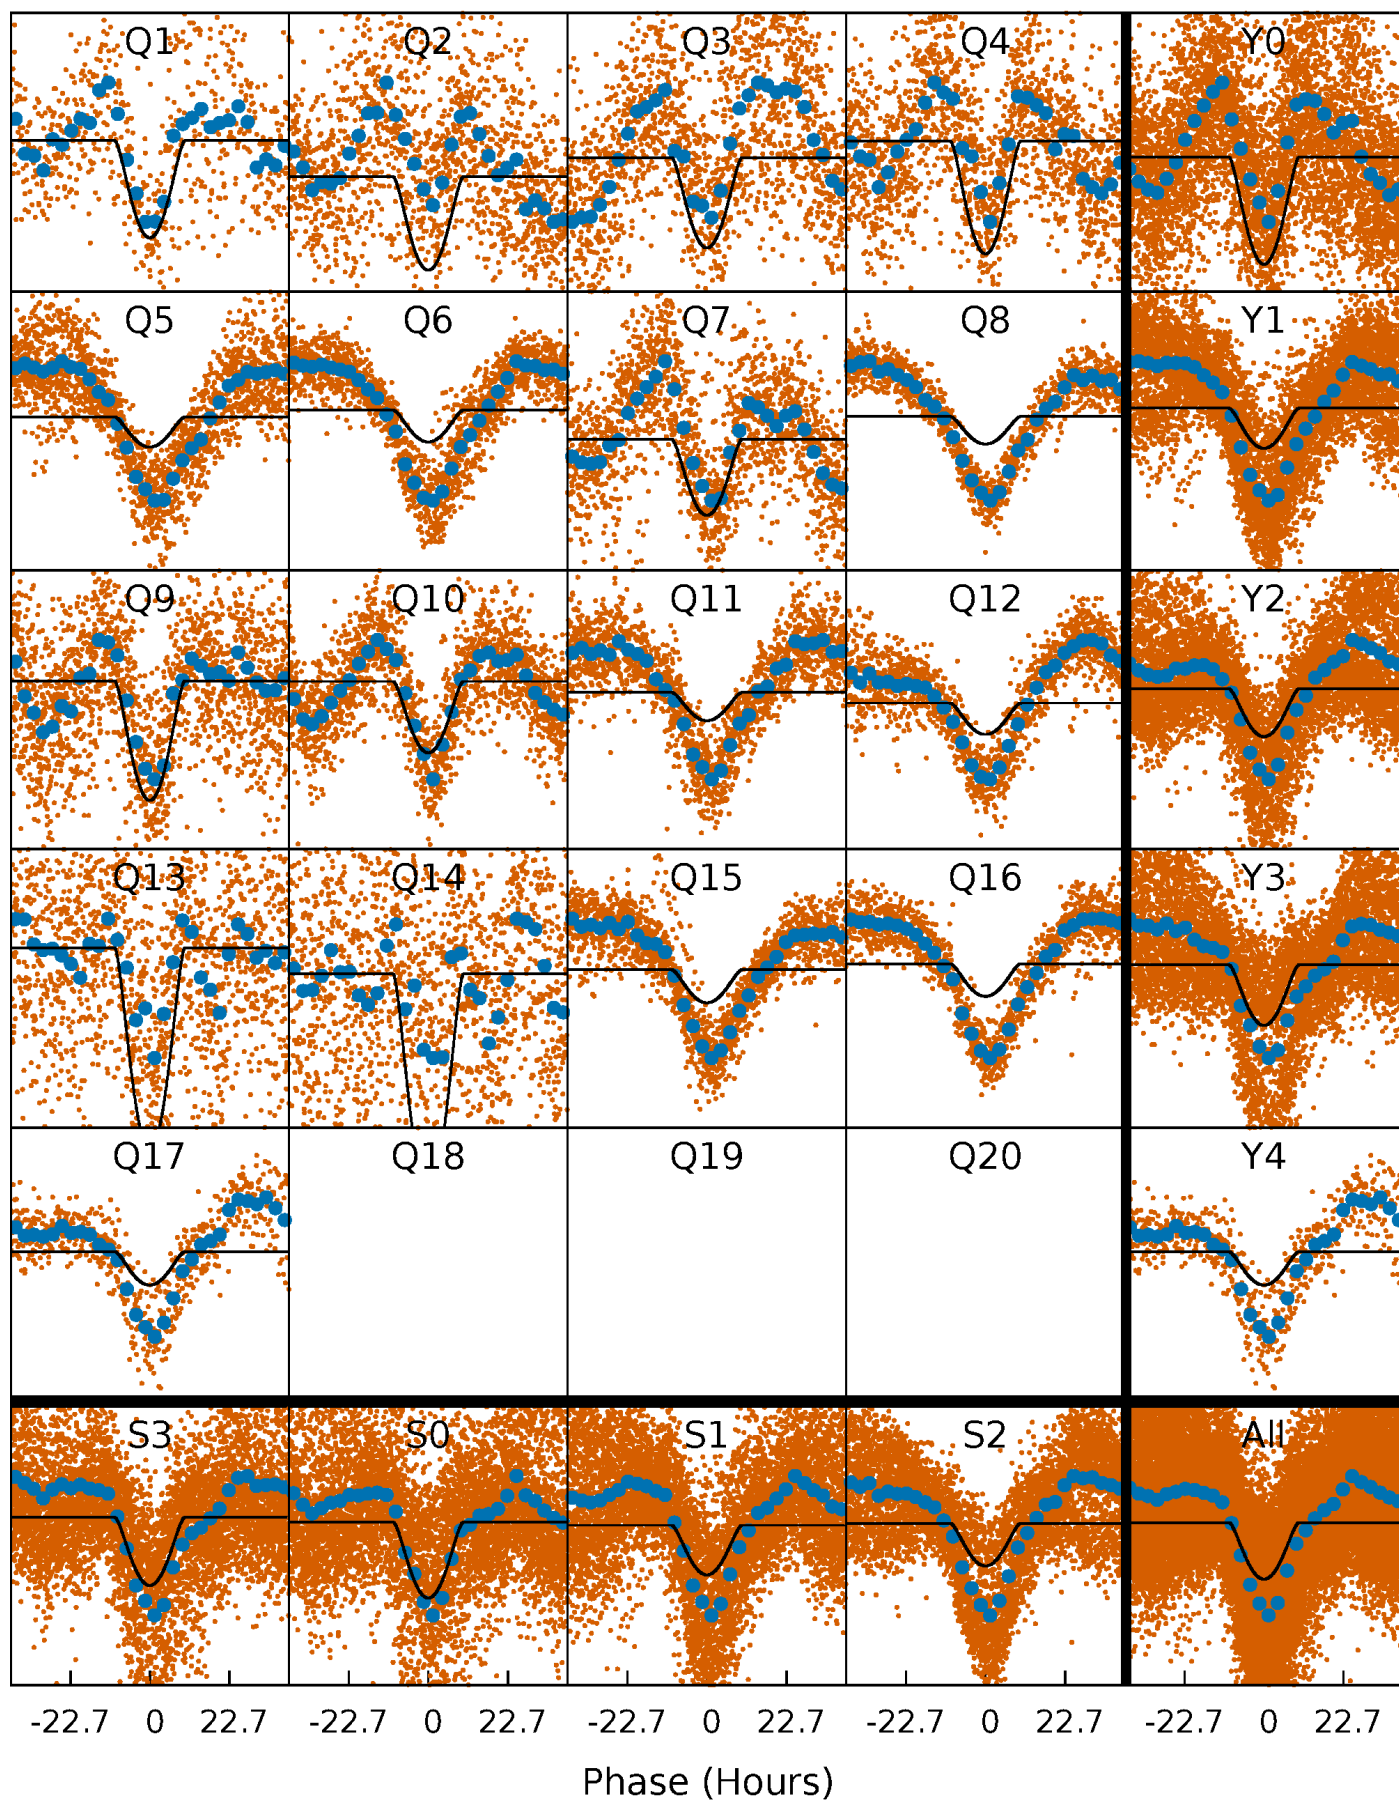 Q1 Q2 Q3 Q4 Y0
Q5 Q6 Q7 Q8 Y1
Q9 Q10 Q11 Q12 Y2
Q13 Q14 Q15 Q16 Y3
Q17 Q18 Q19 Q20 Y4
S3 S0 S1 S2 All
-22.7 0 22.7 -22.7 0 22.7 -22.7 0 22.7 -22.7 0 22.7 -22.7 0 22.7
Phase (Hours)